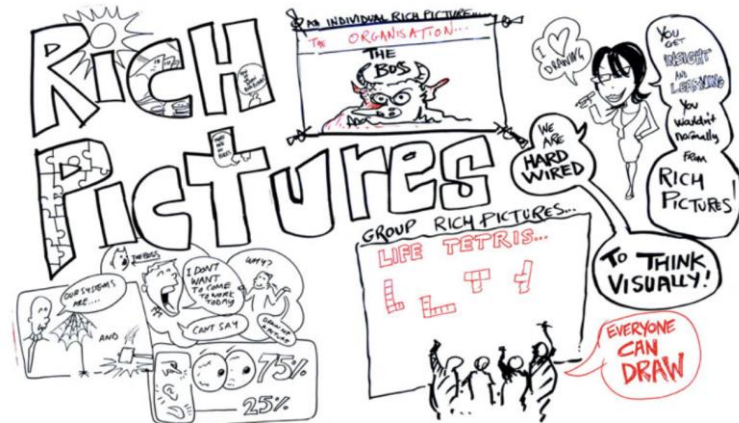 Rich
Pictures
AN INDIVIDUAL RICH PICTURE...
THE ORGANISATION...
THE
BOSS
I
DRAWING
YOU
GET
INSIGHT
AND
LEARNING
You
wouldn't
normally
From
RICH
PICTURES!
WE
ARE
HARD
WIRED
TO THINK
VISUALLY!
GROUP RICH PICTURES...
LIFE TETRIS...
EVERYONE
CAN
DRAW
THE BOSS
OUR SYSTEMS
ARE....
AND
I DON'T
WANT
TO COME
TO WORK
TODAY
CAN'T SAY
WHY?
75%
25%